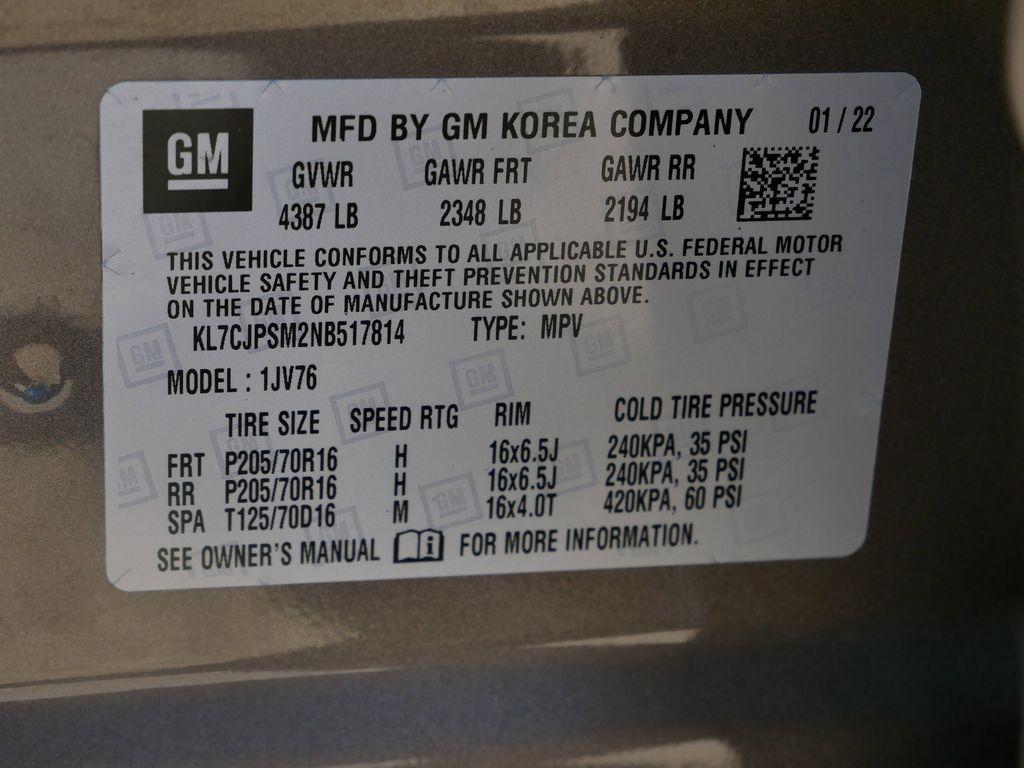 GM
MFD BY GM KOREA COMPANY 01 / 22
GVWR GAWR FRT GAWR RR
4387 LB 2348 LB 2194 LB
THIS VEHICLE CONFORMS TO ALL APPLICABLE U.S. FEDERAL MOTOR
VEHICLE SAFETY AND THEFT PREVENTION STANDARDS IN EFFECT
ON THE DATE OF MANUFACTURE SHOWN ABOVE.
KL7CJPSM2NB517814 TYPE: MPV
MODEL : 1JV76
TIRE SIZE SPEED RTG RIM COLD TIRE PRESSURE
FRT P205/70R16 H 16x6.5J 240KPA, 35 PSI
RR P205/70R16 H 16x6.5J 240KPA, 35 PSI
SPA T125/70D16 M 16x4.0T 420KPA, 60 PSI
SEE OWNER'S MANUAL i FOR MORE INFORMATION.